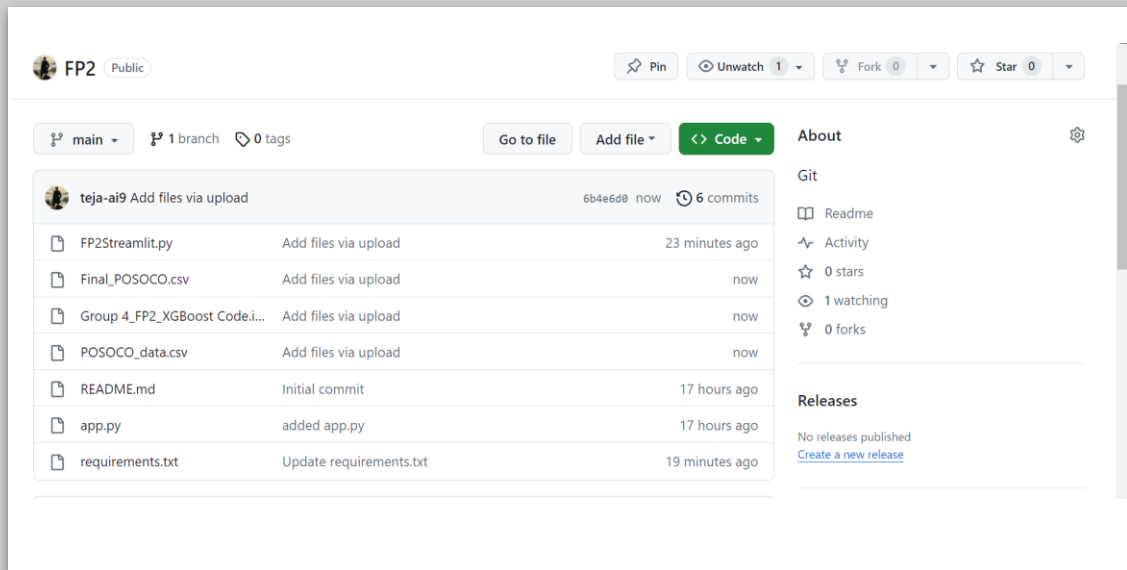 FP2 Public
Pin Unwatch 1 Fork 0 Star 0
main 1 branch 0 tags Go to file Add file <> Code
teja-ai9 Add files via upload 6b4e6d0 now 6 commits
FP2Streamlit.py Add files via upload 23 minutes ago
Final_POSOCO.csv Add files via upload now
Group 4_FP2_XGBoost Code.i... Add files via upload now
POSOCO_data.csv Add files via upload now
README.md Initial commit 17 hours ago
app.py added app.py 17 hours ago
requirements.txt Update requirements.txt 19 minutes ago
About
Git
Readme
Activity
0 stars
1 watching
0 forks
Releases
No releases published
Create a new release